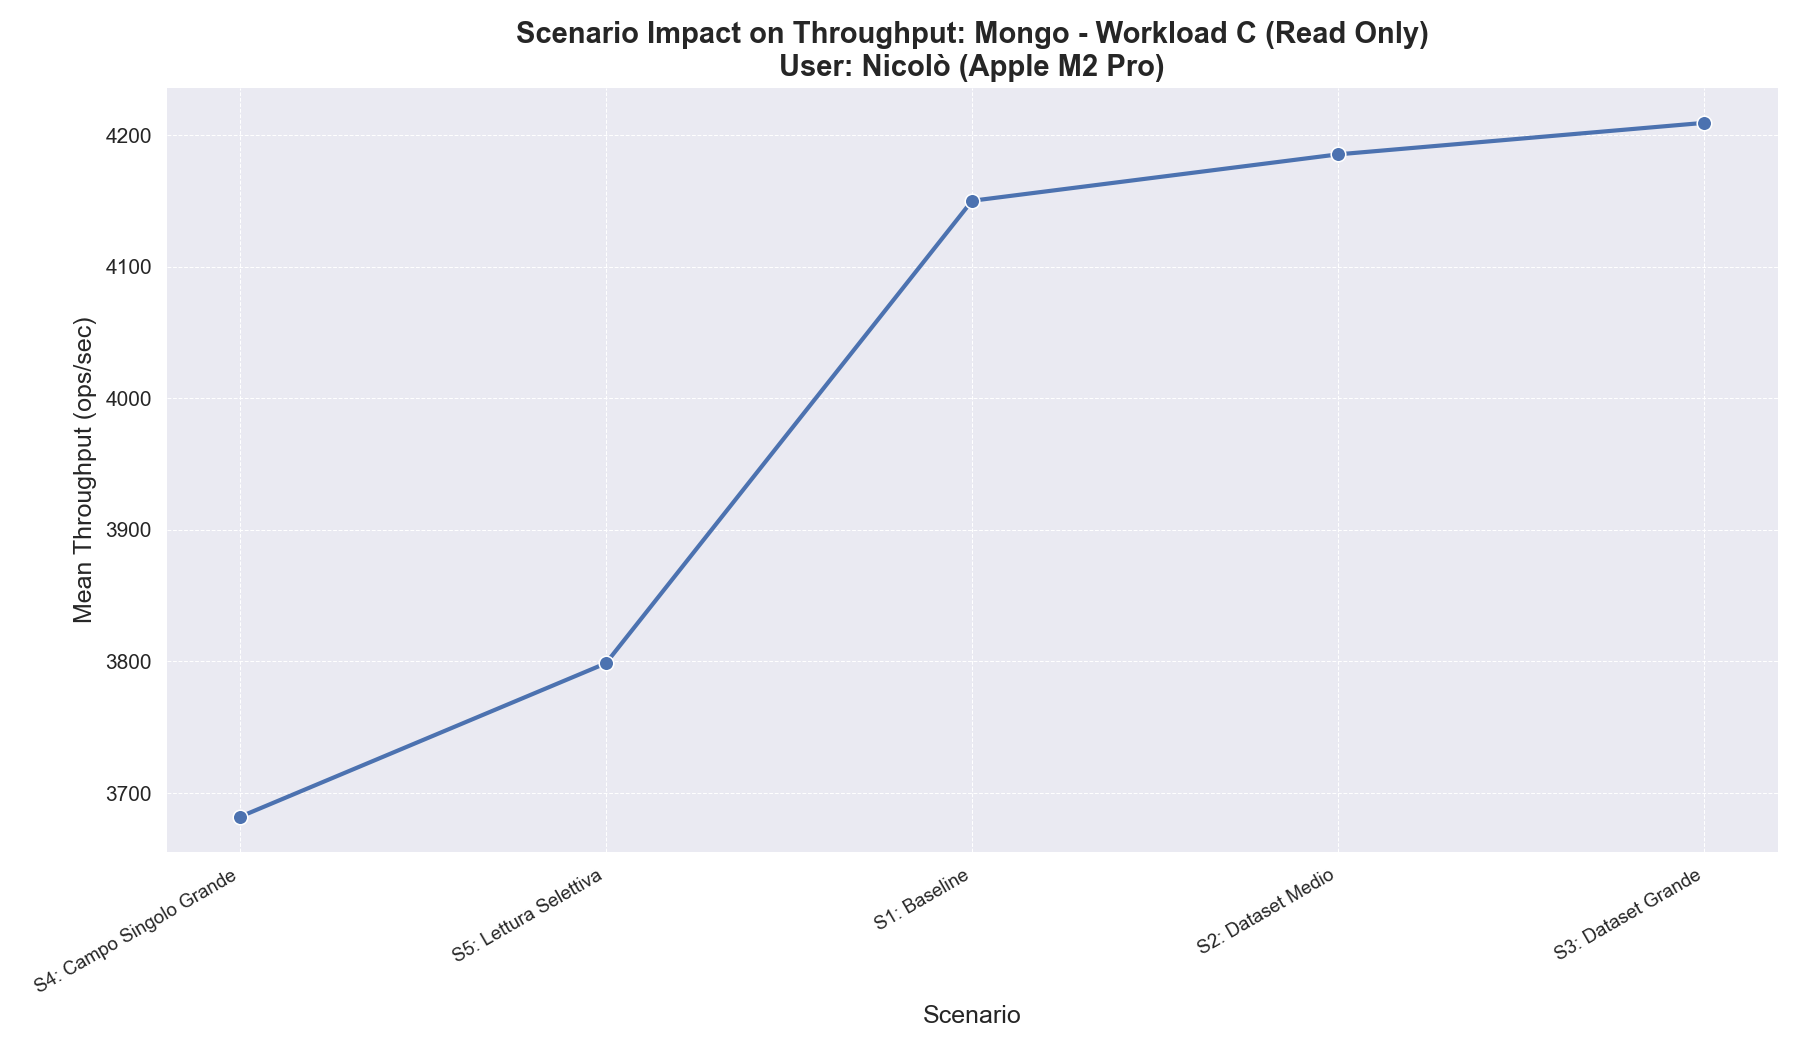 Scenario Impact on Throughput: Mongo - Workload C (Read Only)
User: Nicolò (Apple M2 Pro)
Mean Throughput (ops/sec)
4200
4100
4000
3900
3800
3700
S4: Campo Singolo Grande
S5: Lettura Selettiva
S1: Baseline
S2: Dataset Medio
S3: Dataset Grande
Scenario